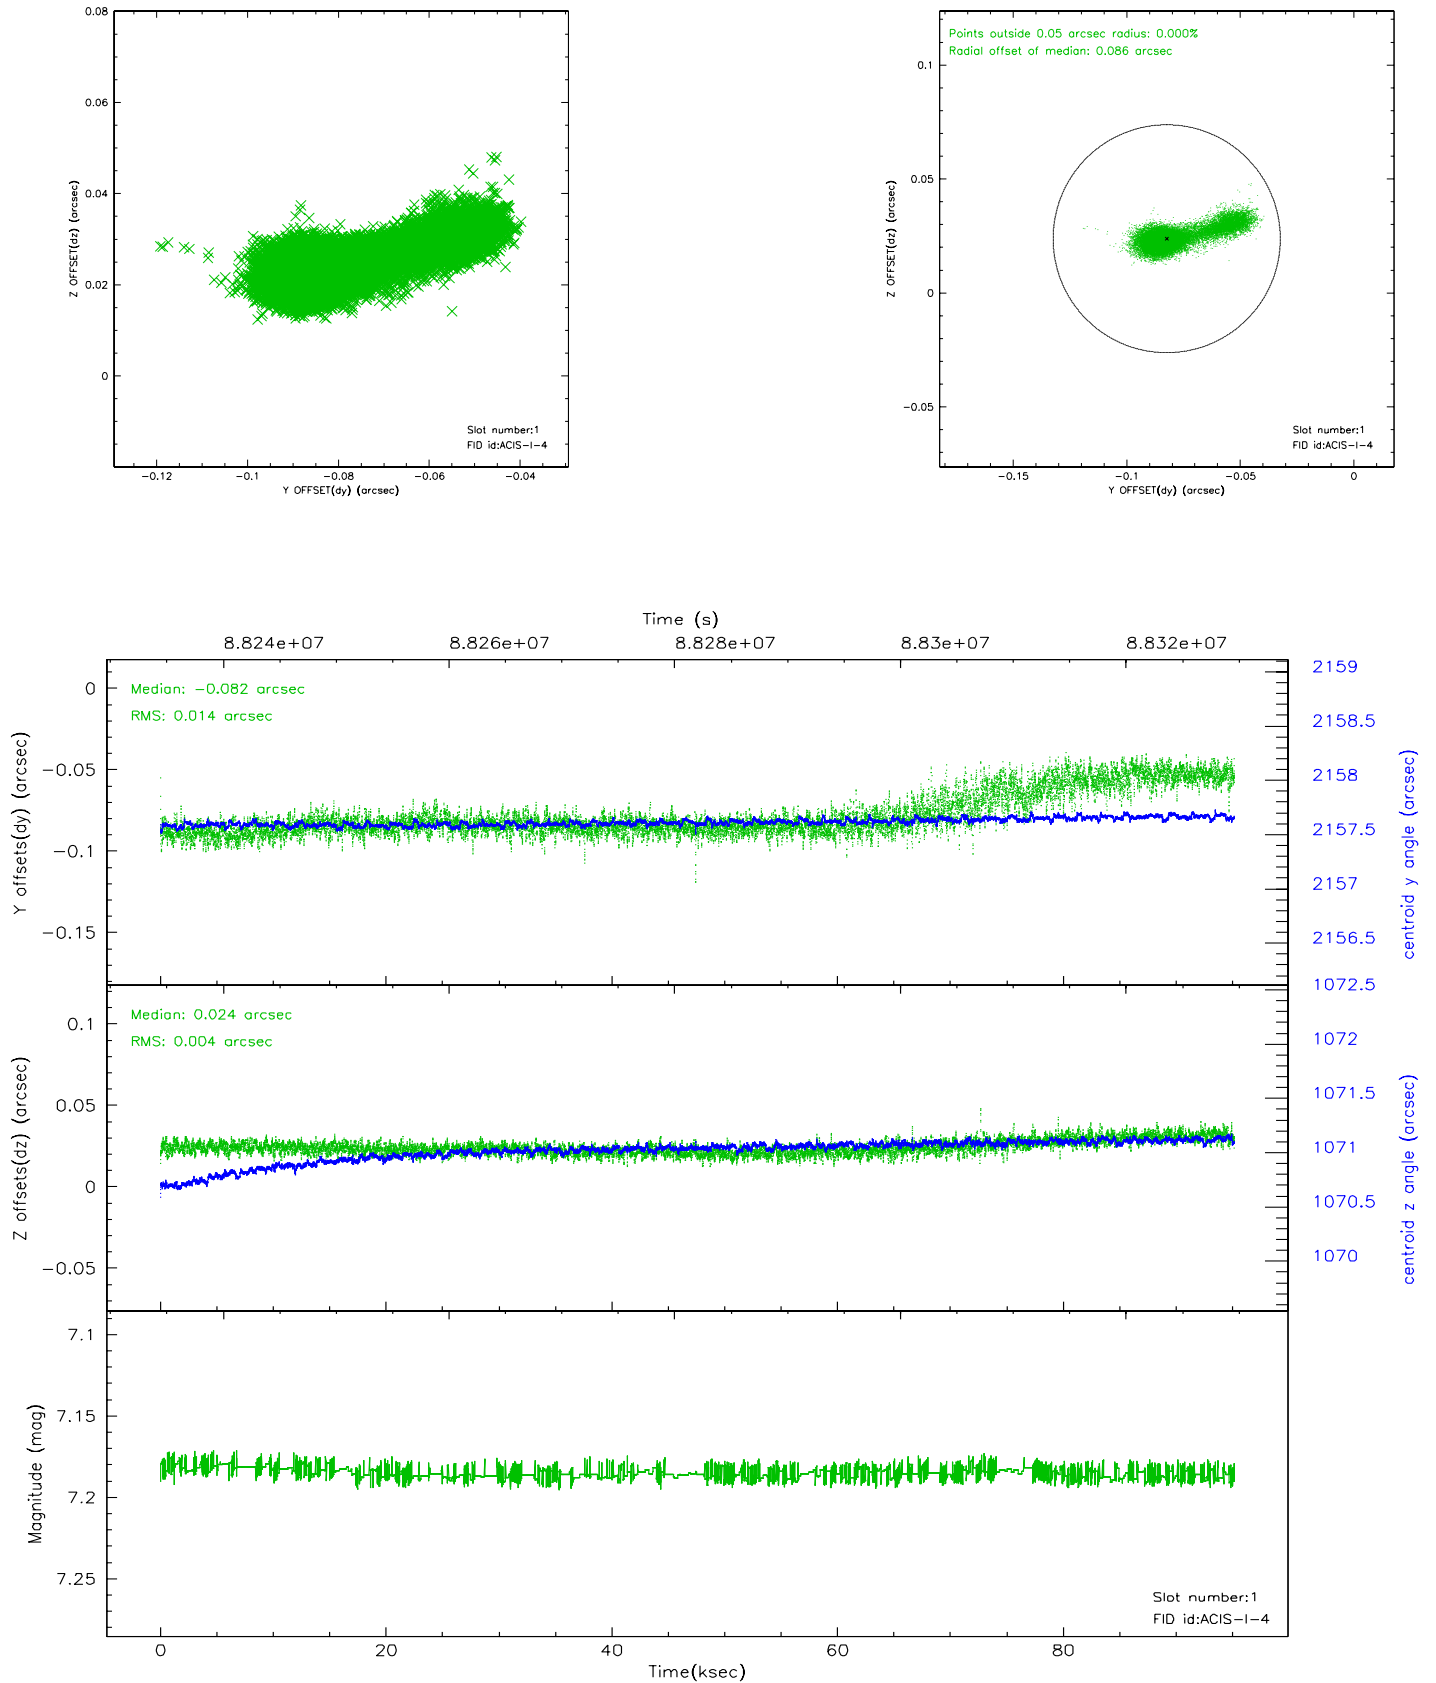 0.08
0.06
0.04
0.02
0
Z OFFSET(dz) (arcsec)
Slot number:1
FID id:ACIS-I-4
-0.12
-0.1
-0.08
-0.06
-0.04
Y OFFSET(dy) (arcsec)
Points outside 0.05 arcsec radius: 0.000%
Radial offset of median: 0.086 arcsec
0.1
0.05
0
-0.05
Z OFFSET(dz) (arcsec)
Slot number:1
FID id:ACIS-I-4
-0.15
-0.1
-0.05
0
Y OFFSET(dy) (arcsec)
Time (s)
8.824e+07
8.826e+07
8.828e+07
8.83e+07
8.832e+07
Median: -0.082 arcsec
RMS: 0.014 arcsec
0
-0.05
-0.1
-0.15
Y offsets(dy) (arcsec)
2159
2158.5
2158
2157.5
2157
2156.5
centroid y angle (arcsec)
Median: 0.024 arcsec
RMS: 0.004 arcsec
0.1
0.05
0
-0.05
Z offsets(dz) (arcsec)
1072.5
1072
1071.5
1071
1070.5
1070
centroid z angle (arcsec)
7.1
7.15
7.2
7.25
Magnitude (mag)
Slot number:1
FID id:ACIS-I-4
0
20
40
60
80
Time(ksec)